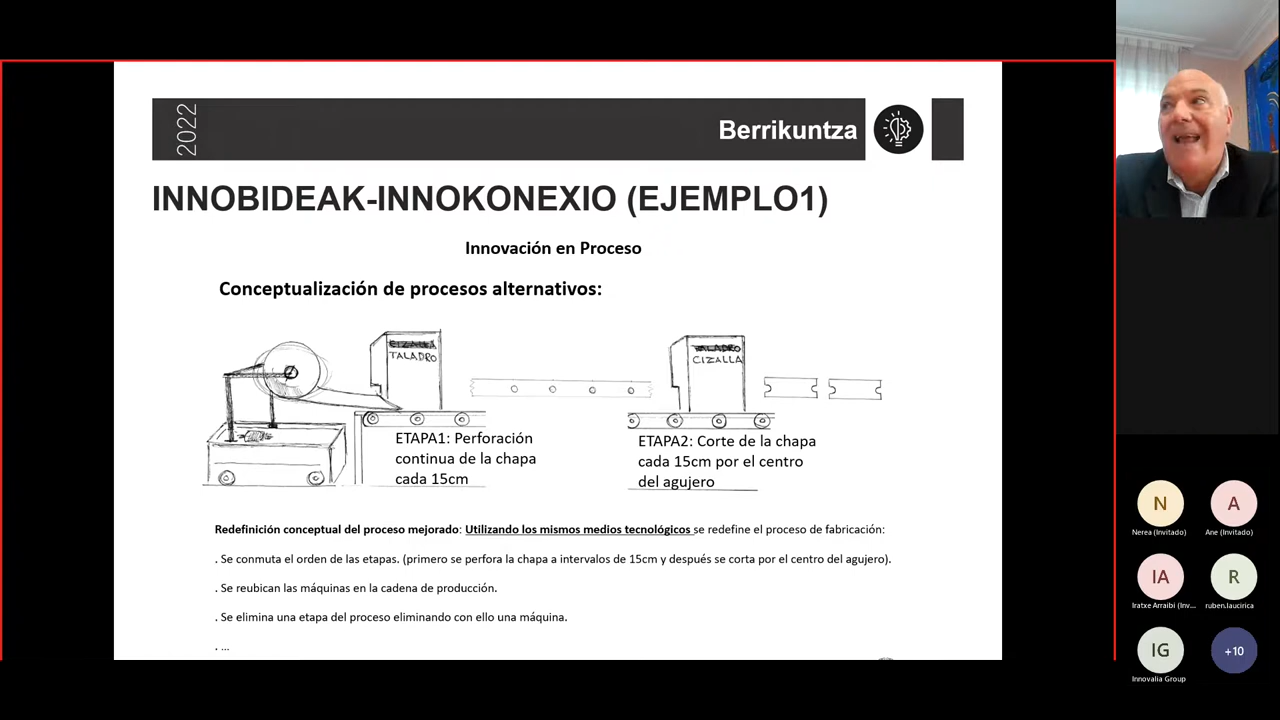 2022
Berrikuntza
INNOBIDEAK-INNOKONEXIO (EJEMPLO1)
Innovación en Proceso
Conceptualización de procesos alternativos:
CIZALLA
TALADRO
TALADRO
CIZALLA
ETAPA1: Perforación
continua de la chapa
cada 15cm
ETAPA2: Corte de la chapa
cada 15cm por el centro
del agujero
Redefinición conceptual del proceso mejorado: Utilizando los mismos medios tecnológicos se redefine el proceso de fabricación:
. Se conmuta el orden de las etapas. (primero se perfora la chapa a intervalos de 15cm y después se corta por el centro del agujero).
. Se reubican las máquinas en la cadena de producción.
. Se elimina una etapa del proceso eliminando con ello una máquina.
. ...
N
A
Nerea (Invitado)
Ane (Invitado)
IA
R
Iratxe Arraibi (Inv...
ruben.laucirica
IG
+10
Innovalia Group